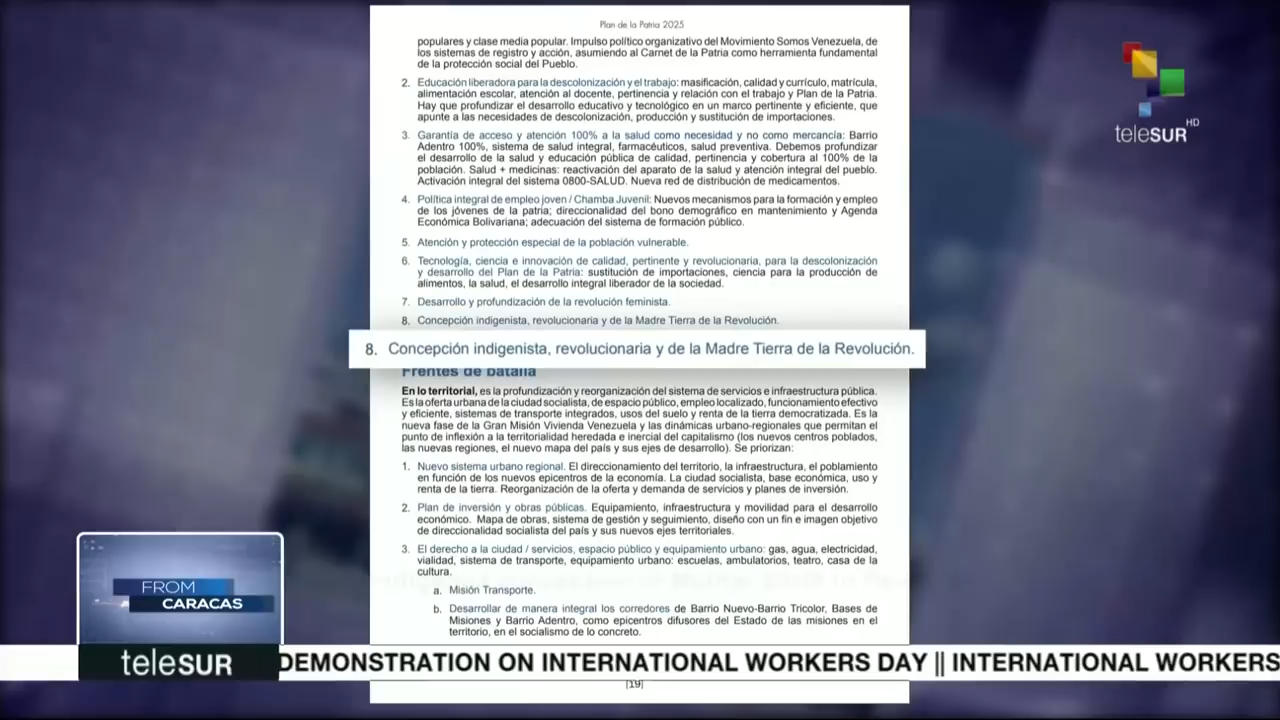 Plan de la Patria 2025
populares y clase media popular. Impulso político organizativo del Movimiento Somos Venezuela, de
los sistemas de registro y acción, asumiendo al Carnet de la Patria como herramienta fundamental
de la protección social del Pueblo.
2. Educación liberadora para la descolonización y el trabajo: masificación, calidad y currículo, matrícula,
alimentación escolar, atención al docente, pertinencia y relación con el trabajo y Plan de la Patria.
Hay que profundizar el desarrollo educativo y tecnológico en un marco pertinente y eficiente, que
apunte a las necesidades de descolonización, producción y sustitución de importaciones.
3. Garantía de acceso y atención 100% a la salud como necesidad y no como mercancía: Barrio
Adentro 100%, sistema de salud integral, farmacéuticos, salud preventiva. Debemos profundizar
el desarrollo de la salud y educación pública de calidad, pertinencia y cobertura al 100% de la
población. Salud + medicinas: reactivación del aparato de la salud y atención integral del pueblo.
Activación integral del sistema 0800-SALUD. Nueva red de distribución de medicamentos.
4. Política integral de empleo joven / Chamba Juvenil: Nuevos mecanismos para la formación y empleo
de los jóvenes de la patria; direccionalidad del bono demográfico en mantenimiento y Agenda
Económica Bolivariana; adecuación del sistema de formación público.
5. Atención y protección especial de la población vulnerable.
6. Tecnología, ciencia e innovación de calidad, pertinente y revolucionaria, para la descolonización
y desarrollo del Plan de la Patria: sustitución de importaciones, ciencia para la producción de
alimentos, la salud, el desarrollo integral liberador de la sociedad.
7. Desarrollo y profundización de la revolución feminista.
8. Concepción indigenista, revolucionaria y de la Madre Tierra de la Revolución.
8. Concepción indigenista, revolucionaria y de la Madre Tierra de la Revolución.
Frentes de batalla
En lo territorial, es la profundización y reorganización del sistema de servicios e infraestructura pública.
Es la oferta urbana de la ciudad socialista, de espacio público, empleo localizado, funcionamiento efectivo
y eficiente, sistemas de transporte integrados, usos del suelo y renta de la tierra democratizada. Es la
nueva fase de la Gran Misión Vivienda Venezuela y las dinámicas urbano-regionales que permitan el
punto de inflexión a la territorialidad heredada e inercial del capitalismo (los nuevos centros poblados,
las nuevas regiones, el nuevo mapa del país y sus ejes de desarrollo). Se priorizan:
1. Nuevo sistema urbano regional. El direccionamiento del territorio, la infraestructura, el poblamiento
en función de los nuevos epicentros de la economía. La ciudad socialista, base económica, uso y
renta de la tierra. Reorganización de la oferta y demanda de servicios y planes de inversión.
2. Plan de inversión y obras públicas. Equipamiento, infraestructura y movilidad para el desarrollo
económico. Mapa de obras, sistema de gestión y seguimiento, diseño con un fin e imagen objetivo
de direccionalidad socialista del país y sus nuevos ejes territoriales.
3. El derecho a la ciudad / servicios, espacio público y equipamiento urbano: gas, agua, electricidad,
vialidad, sistema de transporte, equipamiento urbano: escuelas, ambulatorios, teatro, casa de la
cultura.
a. Misión Transporte.
b. Desarrollar de manera integral los corredores de Barrio Nuevo-Barrio Tricolor, Bases de
Misiones y Barrio Adentro, como epicentros difusores del Estado de las misiones en el
territorio, en el socialismo de lo concreto.
[19]
teleSUR HD
FROM
CARACAS
teleSUR
DEMONSTRATION ON INTERNATIONAL WORKERS DAY || INTERNATIONAL WORKERS